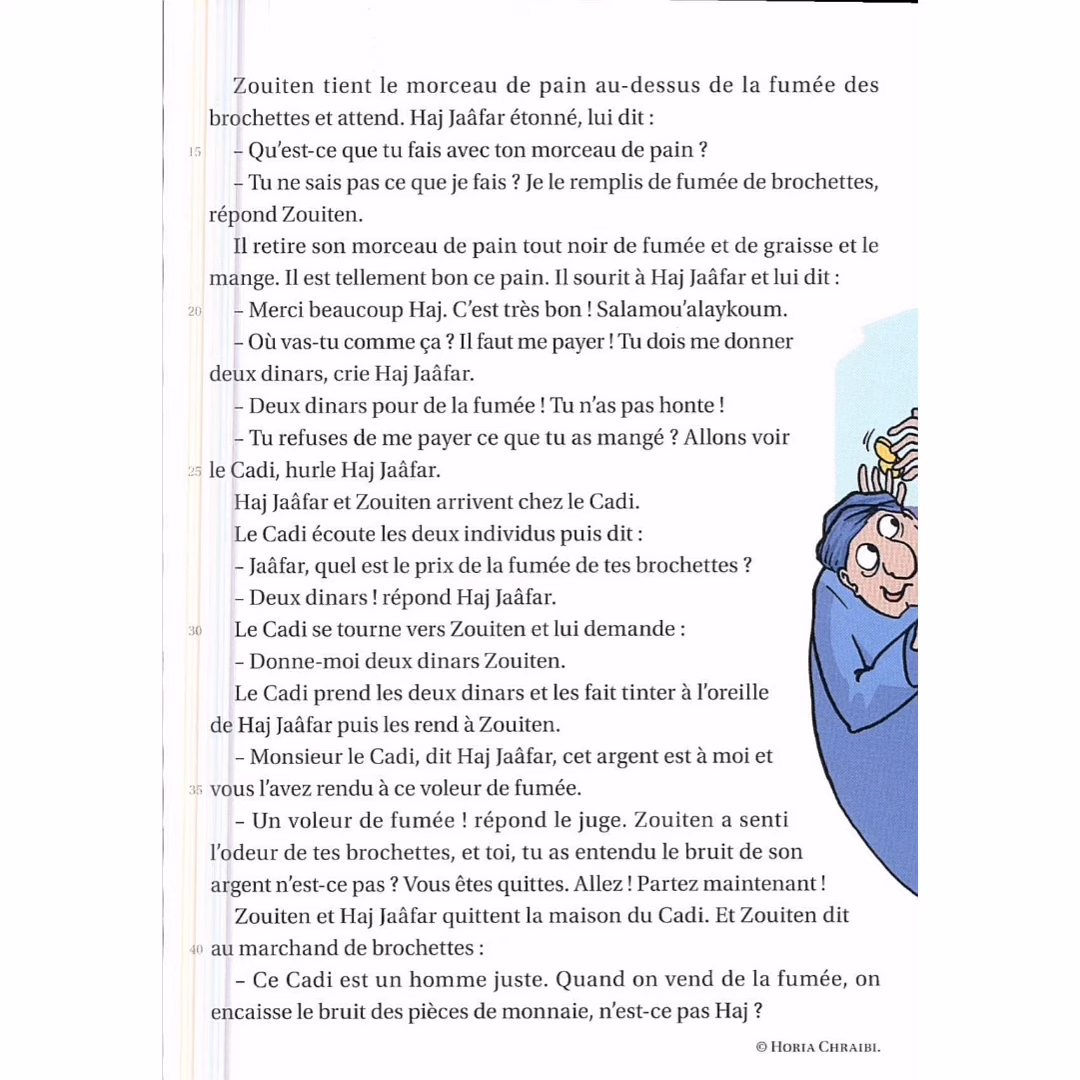 Zouiten tient le morceau de pain au-dessus de la fumée des
brochettes et attend. Haj Jaâfar étonné, lui dit :
15 – Qu'est-ce que tu fais avec ton morceau de pain ?
– Tu ne sais pas ce que je fais ? Je le remplis de fumée de brochettes,
répond Zouiten.
Il retire son morceau de pain tout noir de fumée et de graisse et le
mange. Il est tellement bon ce pain. Il sourit à Haj Jaâfar et lui dit :
20 – Merci beaucoup Haj. C'est très bon ! Salamou'alaykoum.
– Où vas-tu comme ça ? Il faut me payer ! Tu dois me donner
deux dinars, crie Haj Jaâfar.
– Deux dinars pour de la fumée ! Tu n'as pas honte !
– Tu refuses de me payer ce que tu as mangé ? Allons voir
25 le Cadi, hurle Haj Jaâfar.
Haj Jaâfar et Zouiten arrivent chez le Cadi.
Le Cadi écoute les deux individus puis dit :
– Jaâfar, quel est le prix de la fumée de tes brochettes ?
– Deux dinars ! répond Haj Jaâfar.
30 Le Cadi se tourne vers Zouiten et lui demande :
– Donne-moi deux dinars Zouiten.
Le Cadi prend les deux dinars et les fait tinter à l'oreille
de Haj Jaâfar puis les rend à Zouiten.
– Monsieur le Cadi, dit Haj Jaâfar, cet argent est à moi et
35 vous l'avez rendu à ce voleur de fumée.
– Un voleur de fumée ! répond le juge. Zouiten a senti
l'odeur de tes brochettes, et toi, tu as entendu le bruit de son
argent n'est-ce pas ? Vous êtes quittes. Allez ! Partez maintenant !
Zouiten et Haj Jaâfar quittent la maison du Cadi. Et Zouiten dit
40 au marchand de brochettes :
– Ce Cadi est un homme juste. Quand on vend de la fumée, on
encaisse le bruit des pièces de monnaie, n'est-ce pas Haj ?
© HORIA CHRAIBI.